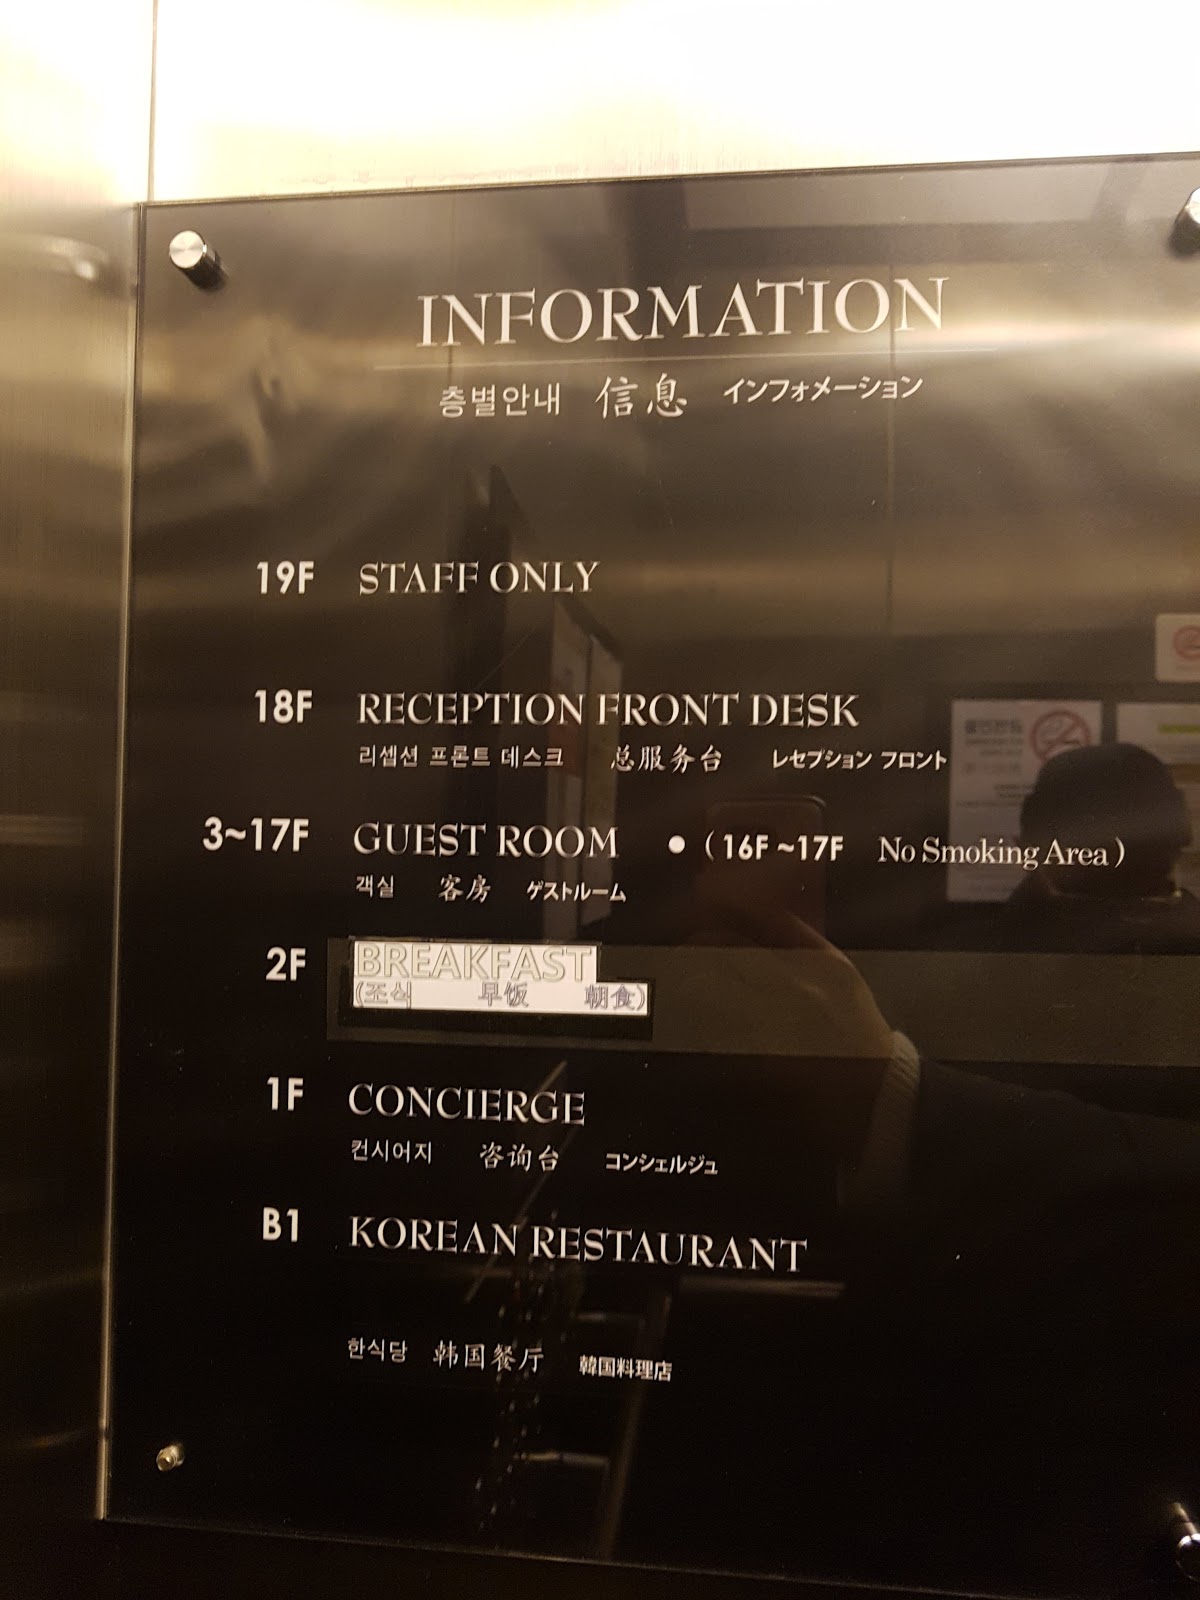 INFORMATION
층별안내 信息 インフォメーション
19F STAFF ONLY
18F RECEPTION FRONT DESK
리셉션 프론트 데스크 总服务台 レセプション フロント
3~17F GUEST ROOM • (16F ~17F No Smoking Area)
객실 客房 ゲストルーム
2F BREAKFAST
(조식 早饭 朝食)
1F CONCIERGE
컨시어지 咨询台 コンシェルジュ
B1 KOREAN RESTAURANT
한식당 韩国餐厅 韓国料理店